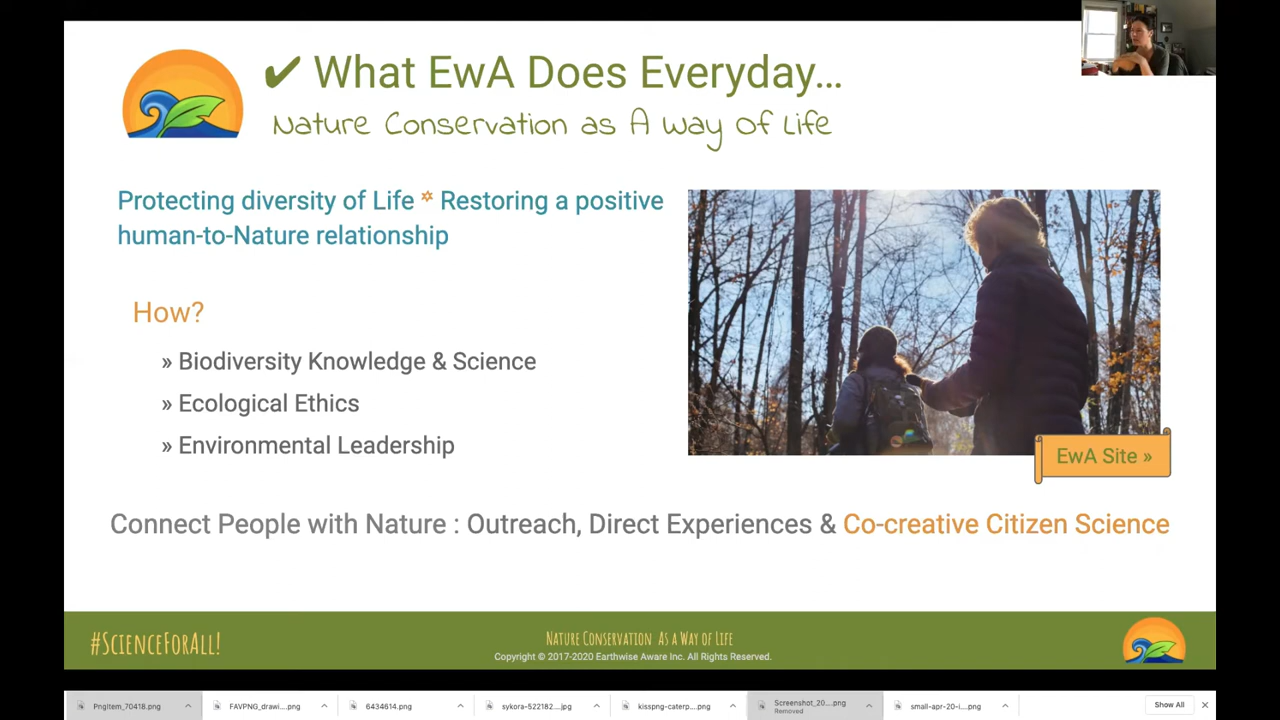 ✔ What EwA Does Everyday…
Nature Conservation as A Way Of Life
Protecting diversity of Life * Restoring a positive
human-to-Nature relationship
How?
» Biodiversity Knowledge & Science
» Ecological Ethics
» Environmental Leadership
EwA Site »
Connect People with Nature : Outreach, Direct Experiences & Co-creative Citizen Science
#ScienceForAll!
Nature Conservation As a Way of Life
Copyright © 2017-2020 Earthwise Aware Inc. All Rights Reserved.
PngItem_70418.png
FAVPNG_drawi....png
6434614.png
sykora-522182...jpg
kisspng-caterp....png
Screenshot_20....png
Removed
small-apr-20-i....png
Show All